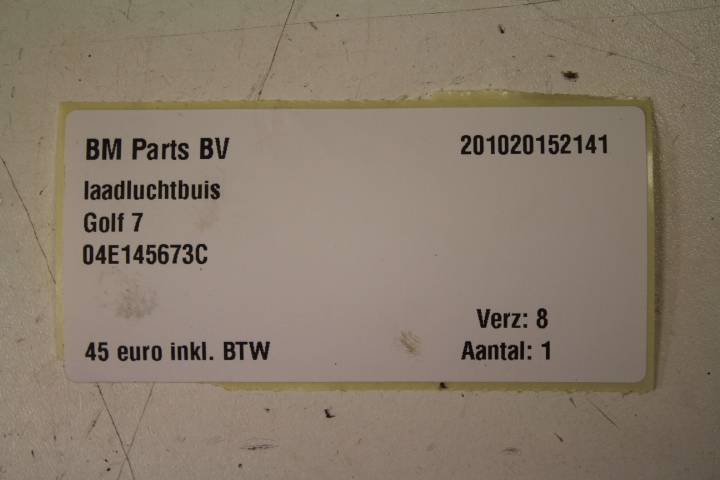 BM Parts BV 201020152141
laadluchtbuis
Golf 7
04E145673C
Verz: 8
45 euro inkl. BTW Aantal: 1